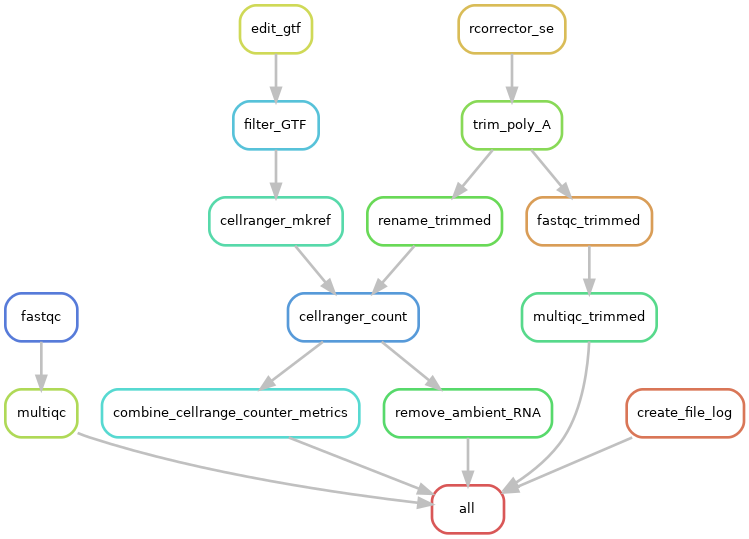 edit_gtf
rcorrector_se
filter_GTF
trim_poly_A
cellranger_mkref
rename_trimmed
fastqc_trimmed
fastqc
cellranger_count
multiqc_trimmed
multiqc
combine_cellrange_counter_metrics
remove_ambient_RNA
create_file_log
all